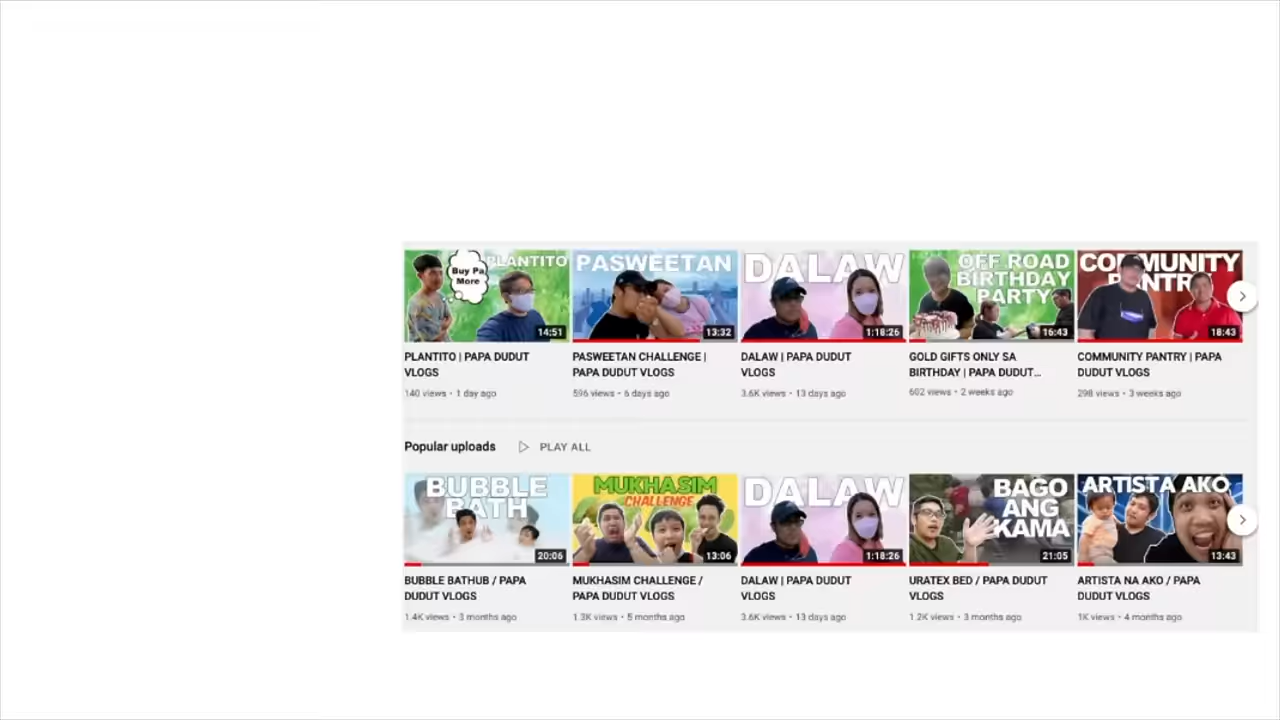 Buy Pa
More
PLANTITO
14:51
PASWEETAN
13:32
DALAW
1:18:26
OFF ROAD
BIRTHDAY
PARTY
16:43
COMMUNITY
PANTRY
18:43
PLANTITO | PAPA DUDUT
VLOGS
140 views • 1 day ago
PASWEETAN CHALLENGE |
PAPA DUDUT VLOGS
596 views • 6 days ago
DALAW | PAPA DUDUT
VLOGS
3.6K views • 13 days ago
GOLD GIFTS ONLY SA
BIRTHDAY | PAPA DUDUT...
602 views • 2 weeks ago
COMMUNITY PANTRY | PAPA
DUDUT VLOGS
298 views • 3 weeks ago
Popular uploads
PLAY ALL
BUBBLE
BATH
20:06
MUKHASIM
CHALLENGE
13:06
DALAW
1:18:26
BAGO
ANG
KAMA
21:05
ARTISTA AKO
13:43
BUBBLE BATHUB / PAPA
DUDUT VLOGS
1.4K views • 3 months ago
MUKHASIM CHALLENGE /
PAPA DUDUT VLOGS
1.3K views • 5 months ago
DALAW | PAPA DUDUT
VLOGS
3.6K views • 13 days ago
URATEX BED / PAPA DUDUT
VLOGS
1.2K views • 3 months ago
ARTISTA NA AKO / PAPA
DUDUT VLOGS
1K views • 4 months ago